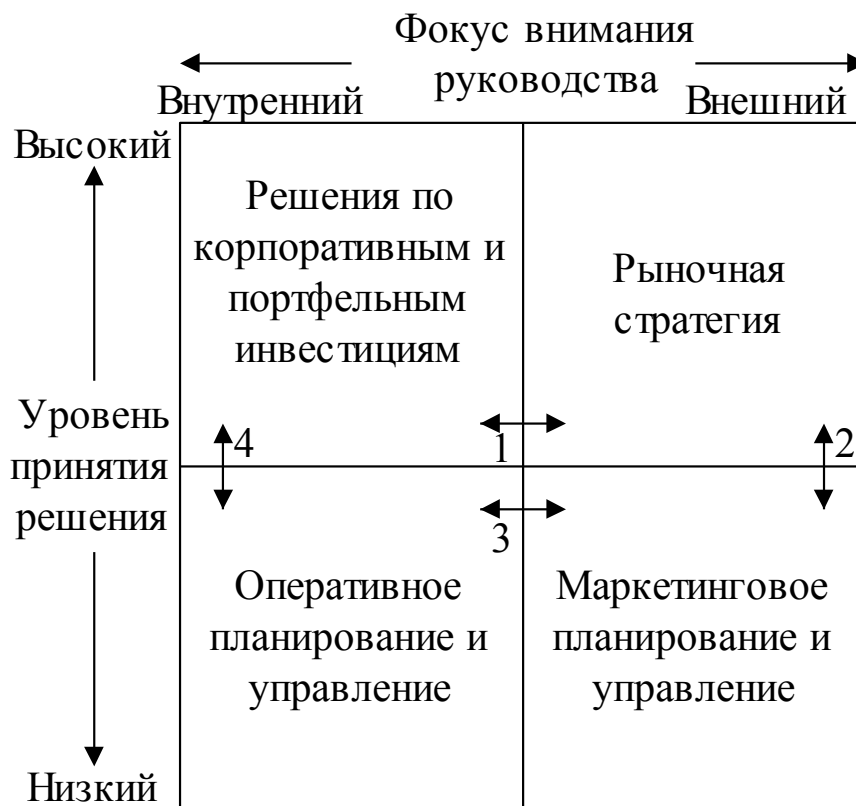 Фокус внимания
руководства
Внутренний
Внешний
Высокий
Решения по
корпоративным и
портфельным
инвестициям
Рыночная
стратегия
Уровень
принятия
решения
4
1
2
3
Оперативное
планирование и
управление
Маркетинговое
планирование и
управление
Низкий